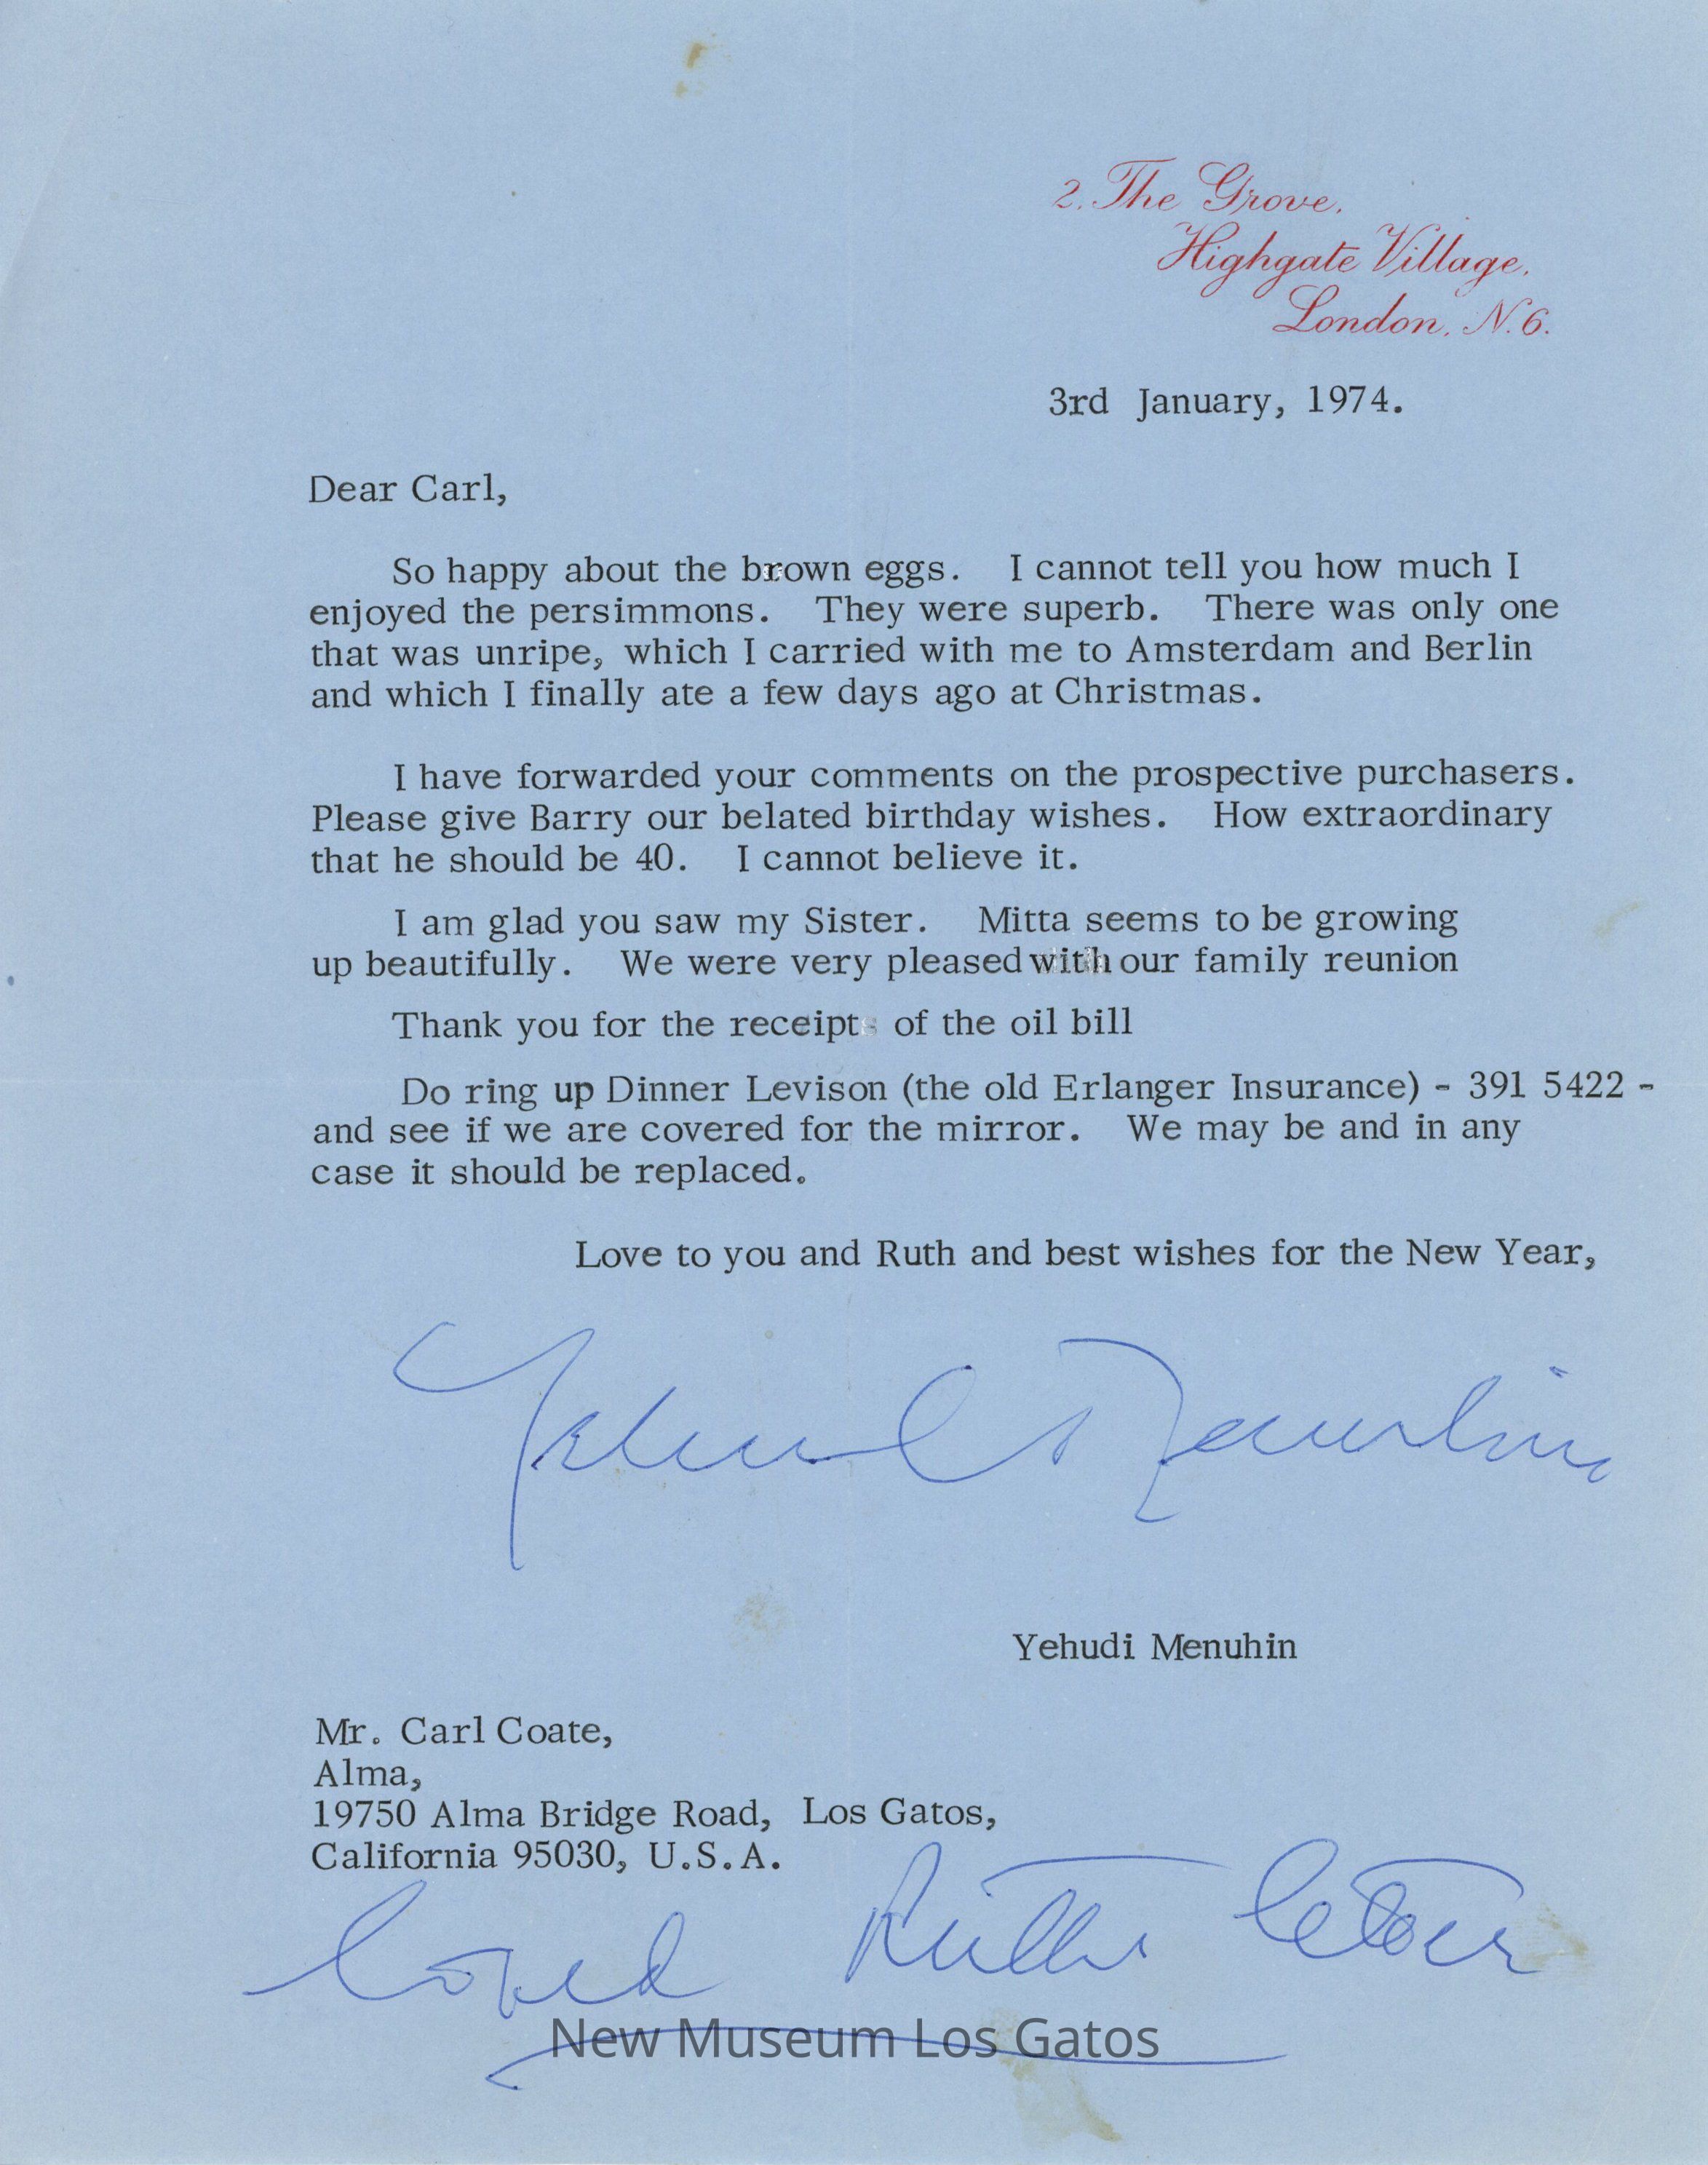 2. The Grove,
Highgate Village,
London, N.6.
3rd January, 1974.
Dear Carl,
So happy about the brown eggs. I cannot tell you how much I
enjoyed the persimmons. They were superb. There was only one
that was unripe, which I carried with me to Amsterdam and Berlin
and which I finally ate a few days ago at Christmas.
I have forwarded your comments on the prospective purchasers.
Please give Barry our belated birthday wishes. How extraordinary
that he should be 40. I cannot believe it.
I am glad you saw my Sister. Mitta seems to be growing
up beautifully. We were very pleased with our family reunion
Thank you for the receipt of the oil bill
Do ring up Dinner Levison (the old Erlanger Insurance) - 391 5422 -
and see if we are covered for the mirror. We may be and in any
case it should be replaced.
Love to you and Ruth and best wishes for the New Year,
Yehudi Menuhin
Yehudi Menuhin
Mr. Carl Coate,
Alma,
19750 Alma Bridge Road, Los Gatos,
California 95030, U.S.A.
Ruth's letter
New Museum Los Gatos